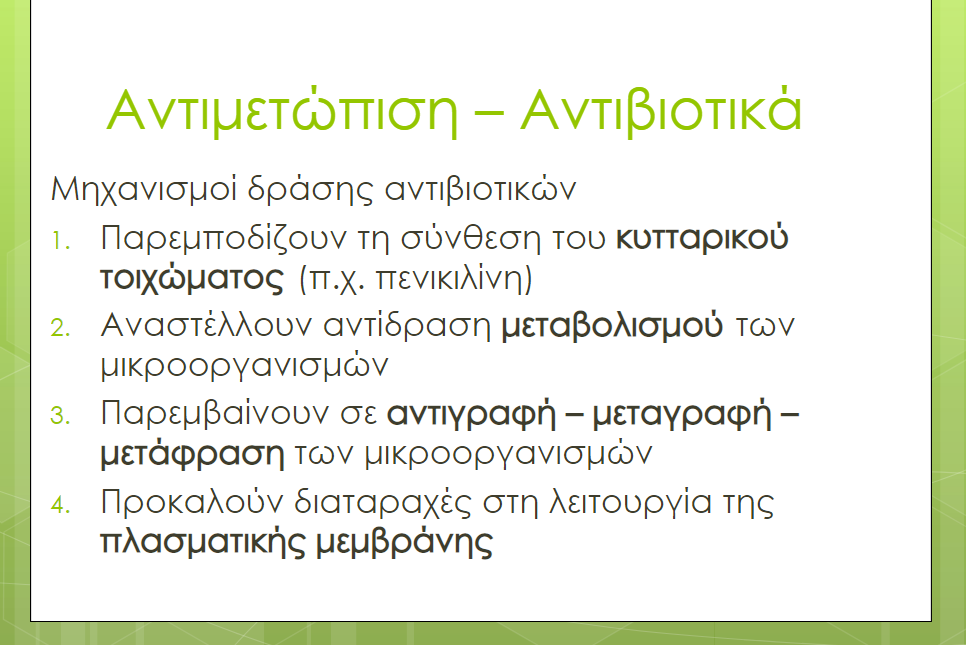 Αντιμετώπιση – Αντιβιοτικά
Μηχανισμοί δράσης αντιβιοτικών
1. Παρεμποδίζουν τη σύνθεση του κυτταρικού
τοιχώματος (π.χ. πενικιλίνη)
2. Αναστέλλουν αντίδραση μεταβολισμού των
μικροοργανισμών
3. Παρεμβαίνουν σε αντιγραφή – μεταγραφή –
μετάφραση των μικροοργανισμών
4. Προκαλούν διαταραχές στη λειτουργία της
πλασματικής μεμβράνης